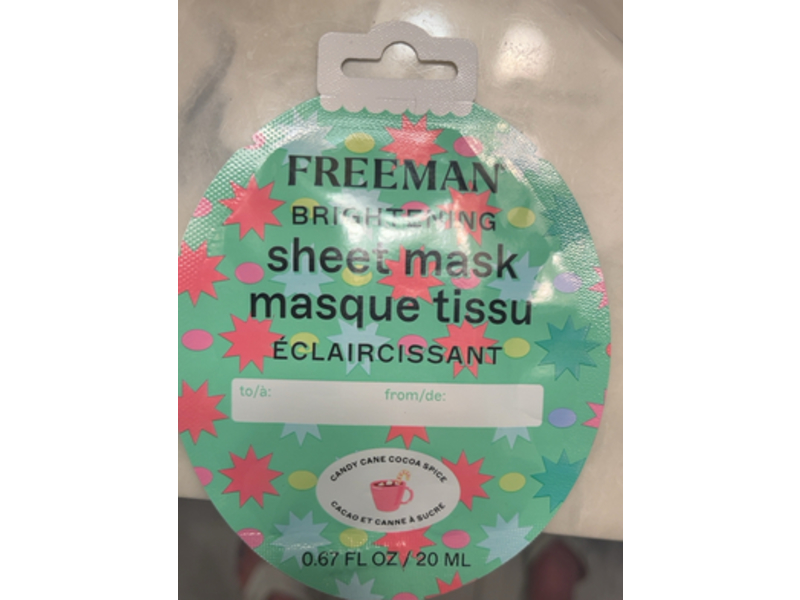 FREEMAN
BRIGHTENING
sheet mask
masque tissu
ÉCLAIRCISSANT
to/à: from/de:
CANDY CANE COCOA SPICE
CACAO ET CANNE À SUCRE
0.67 FL OZ / 20 ML